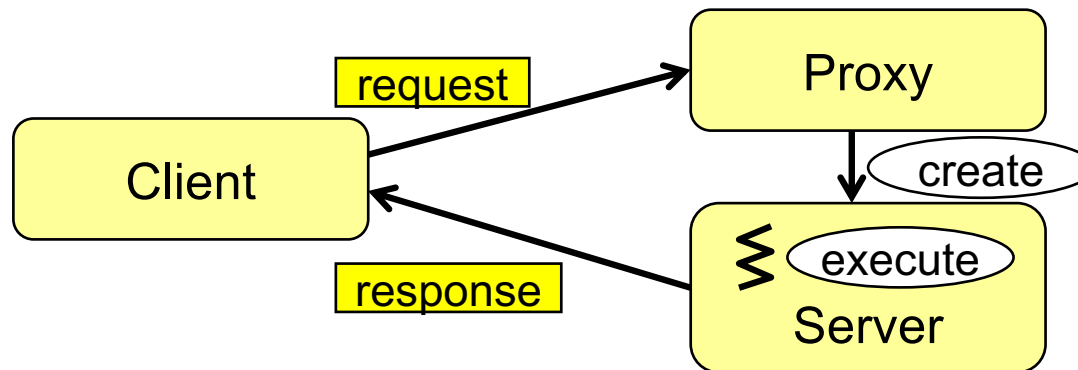 Proxy
request
Client
create
execute
response
Server